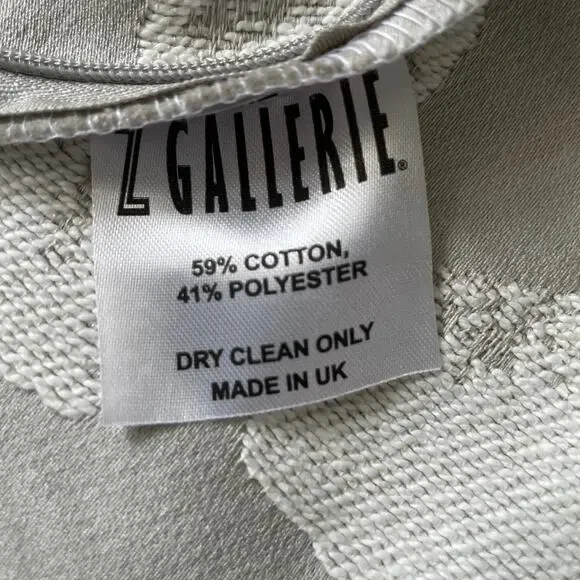 Z GALLERIE®
59% COTTON,
41% POLYESTER
DRY CLEAN ONLY
MADE IN UK